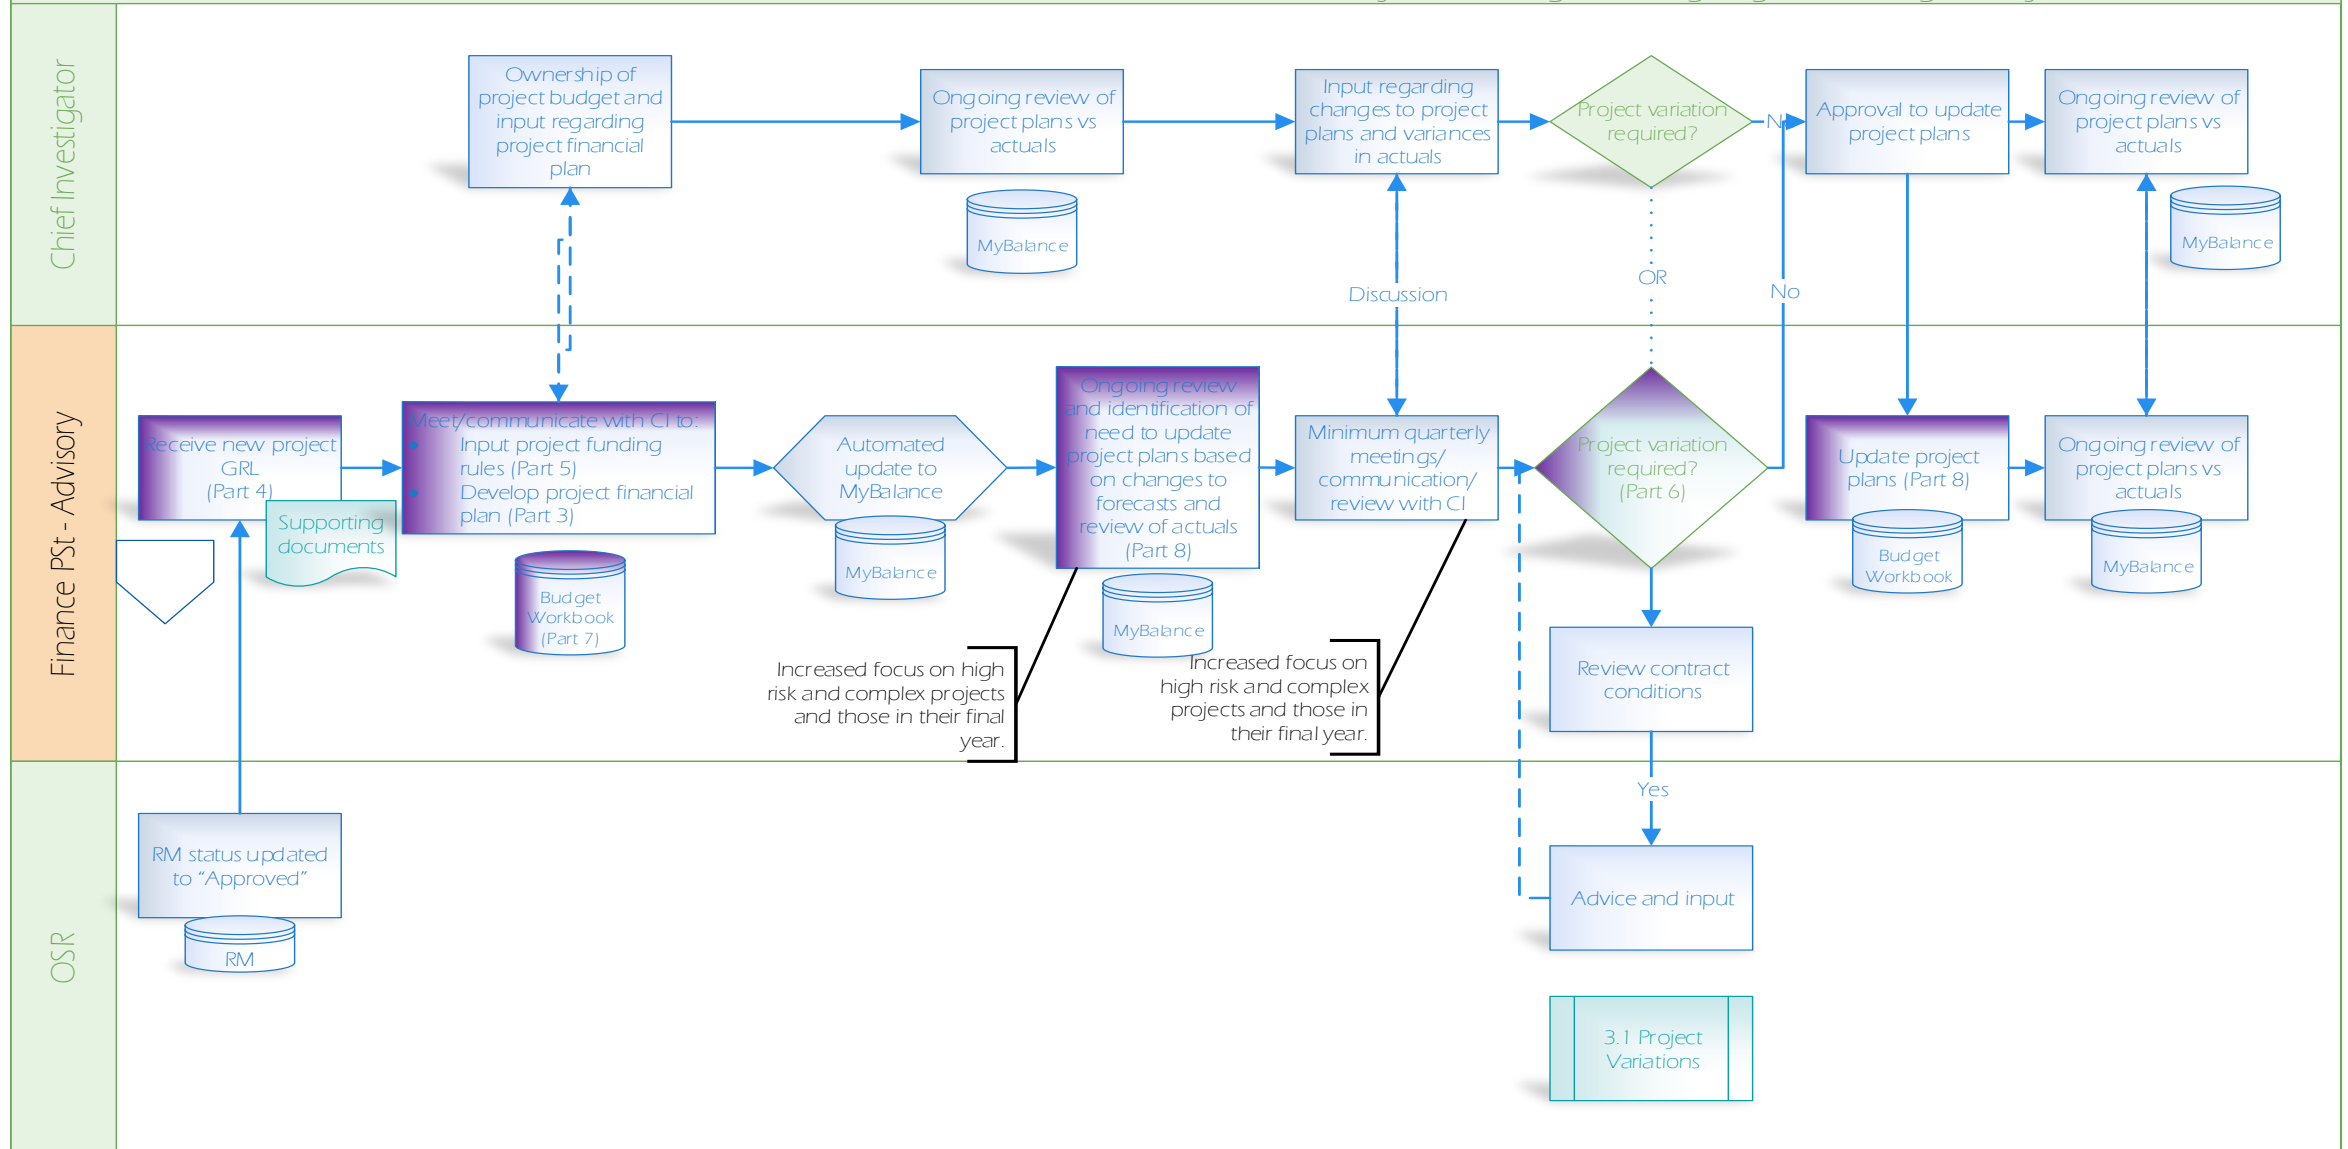 Chief Investigator
Ownership of
project budget and
input regarding
project financial
plan
Ongoing review of
project plans vs
actuals
MyBalance
Input regarding
changes to project
plans and variances
in actuals
Project variation
required?
Approval to update
project plans
Ongoing review of
project plans vs
actuals
MyBalance
Discussion
OR
No
Finance PSt - Advisory
Receive new project
GRL
(Part 4)
Supporting
documents
Meet/communicate with CI to:
• Input project funding
rules (Part 5)
• Develop project financial
plan (Part 3)
Budget
Workbook
(Part 7)
Automated
update to
MyBalance
MyBalance
Ongoing review
and identification of
need to update
project plans based
on changes to
forecasts and
review of actuals
(Part 8)
MyBalance
Increased focus on high
risk and complex projects
and those in their final
year.
Minimum quarterly
meetings/
communication/
review with CI
Increased focus on
high risk and complex
projects and those in
their final year.
Project variation
required?
(Part 6)
Update project
plans (Part 8)
Budget
Workbook
Ongoing review of
project plans vs
actuals
MyBalance
Review contract
conditions
Yes
OSR
RM status updated
to “Approved”
RM
Advice and input
3.1 Project
Variations